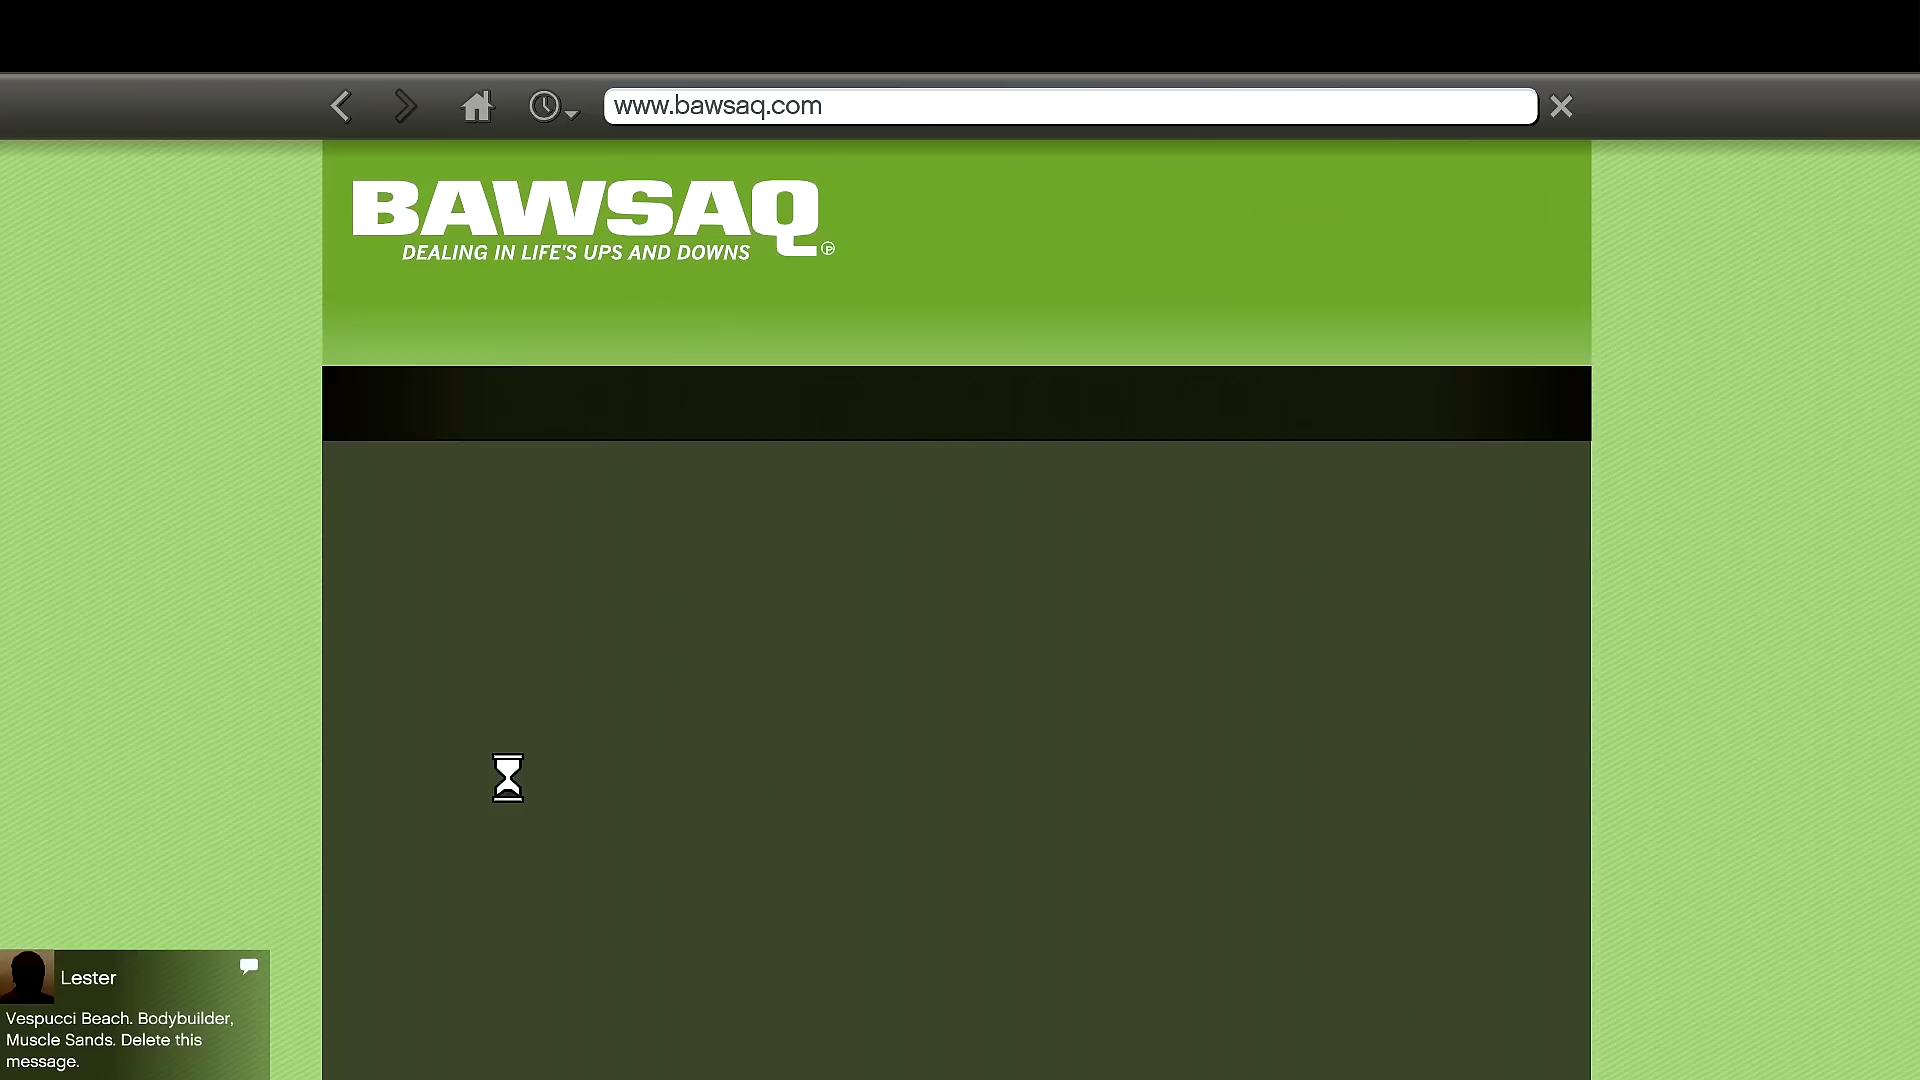 www.bawsaq.com
BAWSAQ
DEALING IN LIFE'S UPS AND DOWNS ℗
Lester
Vespucci Beach. Bodybuilder,
Muscle Sands. Delete this
message.